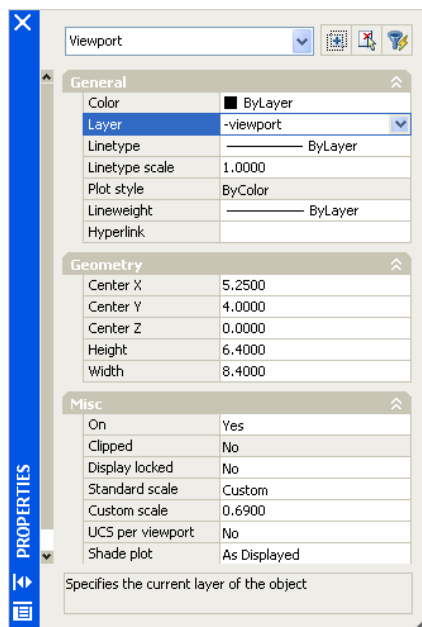 Viewport
General
Color ByLayer
Layer -viewport
Linetype ByLayer
Linetype scale 1.0000
Plot style ByColor
Lineweight ByLayer
Hyperlink
Geometry
Center X 5.2500
Center Y 4.0000
Center Z 0.0000
Height 6.4000
Width 8.4000
Misc
On Yes
Clipped No
Display locked No
Standard scale Custom
Custom scale 0.6900
UCS per viewport No
Shade plot As Displayed
PROPERTIES
Specifies the current layer of the object